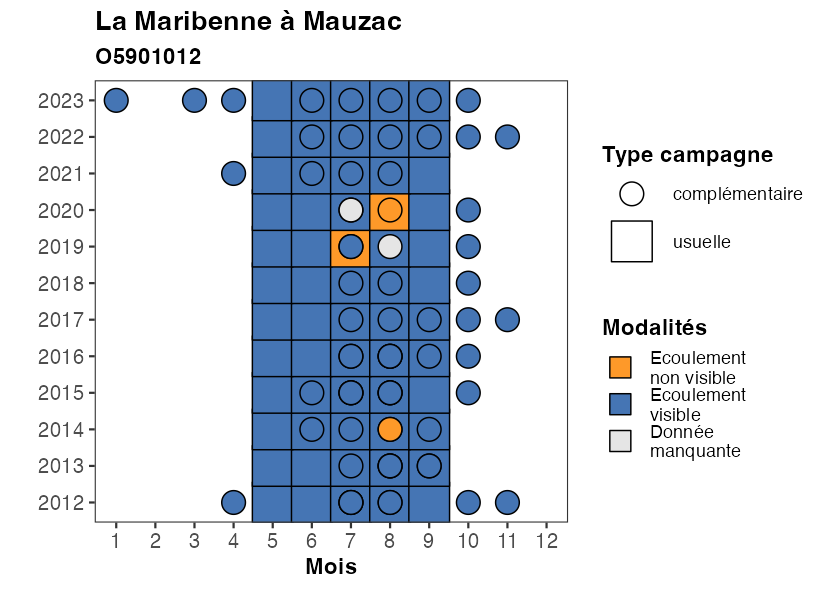 La Maribenne à Mauzac
O5901012
2023
2022
2021
2020
2019
2018
2017
2016
2015
2014
2013
2012
1 2 3 4 5 6 7 8 9 10 11 12
Mois
Type campagne
complémentaire
usuelle
Modalités
Ecoulement
non visible
Ecoulement
visible
Donnée
manquante